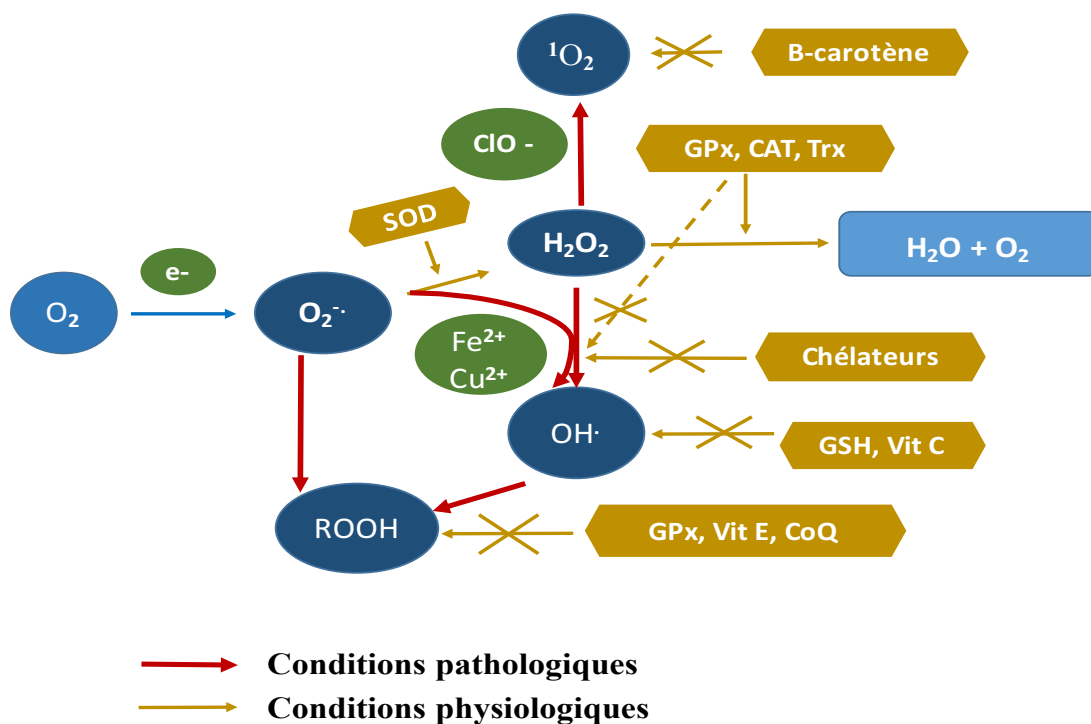 ¹O₂
B-carotène
ClO -
GPx, CAT, Trx
SOD
H₂O₂
H₂O + O₂
e-
O₂
O₂⁻·
Fe²⁺
Cu²⁺
Chélateurs
OH·
GSH, Vit C
ROOH
GPx, Vit E, CoQ
Conditions pathologiques
Conditions physiologiques